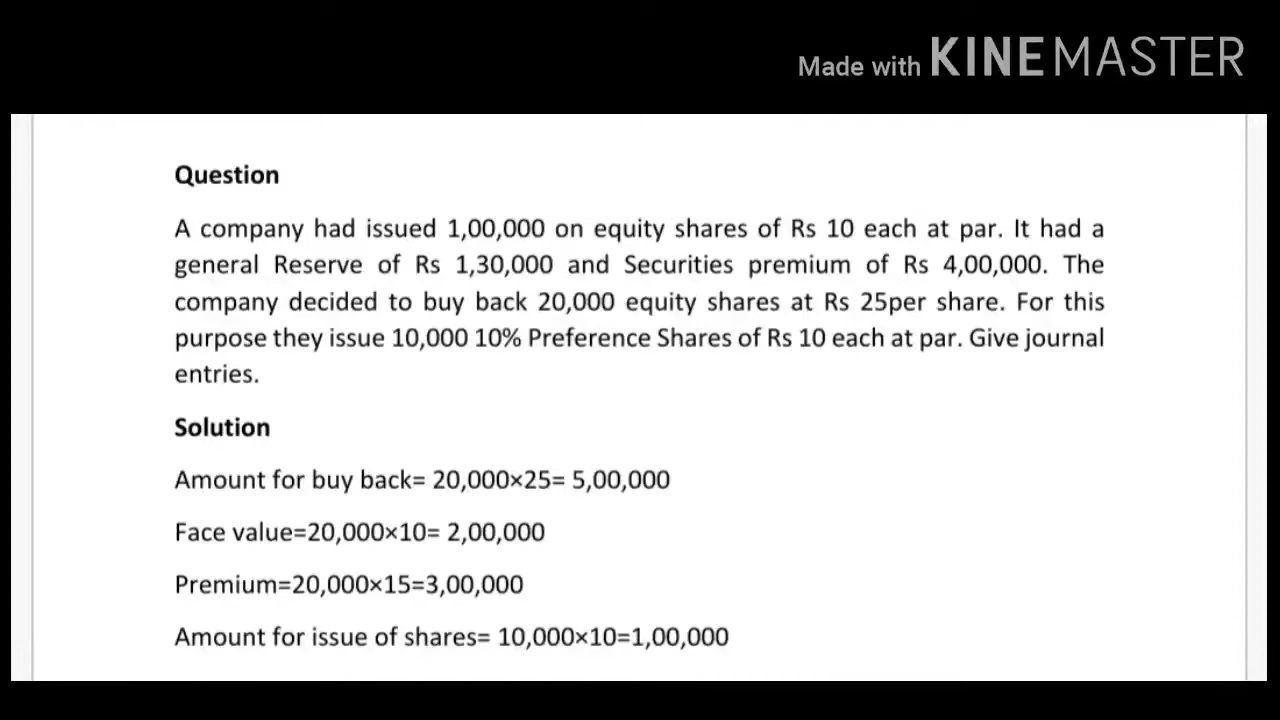 Made with KINEMASTER
Question
A company had issued 1,00,000 on equity shares of Rs 10 each at par. It had a
general Reserve of Rs 1,30,000 and Securities premium of Rs 4,00,000. The
company decided to buy back 20,000 equity shares at Rs 25per share. For this
purpose they issue 10,000 10% Preference Shares of Rs 10 each at par. Give journal
entries.
Solution
Amount for buy back= 20,000×25= 5,00,000
Face value=20,000×10= 2,00,000
Premium=20,000×15=3,00,000
Amount for issue of shares= 10,000×10=1,00,000